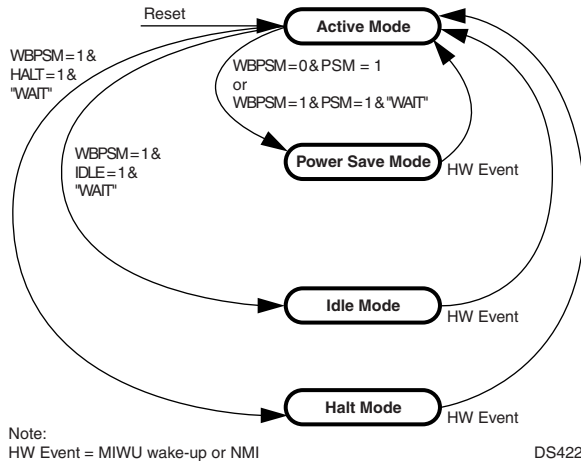 Reset
Active Mode
WBPSM = 1 &
HALT = 1 &
"WAIT"
WBPSM = 0 & PSM = 1
or
WBPSM = 1 & PSM = 1 & "WAIT"
WBPSM = 1 &
IDLE = 1 &
"WAIT"
Power Save Mode
HW Event
Idle Mode
HW Event
Halt Mode
HW Event
Note:
HW Event = MIWU wake-up or NMI
DS422